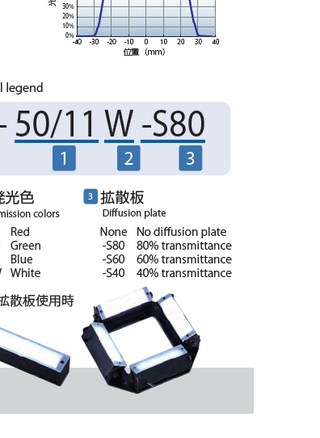 光
30%
20%
10%
0%
-40 -30 -20 -10 0 10 20 30 40
位置 (mm)
l legend
- 50/11 W -S80
1 2 3
発光色
mission colors
Red
Green
Blue
White
3 拡散板
Diffusion plate
None No diffusion plate
-S80 80% transmittance
-S60 60% transmittance
-S40 40% transmittance
拡散板使用時